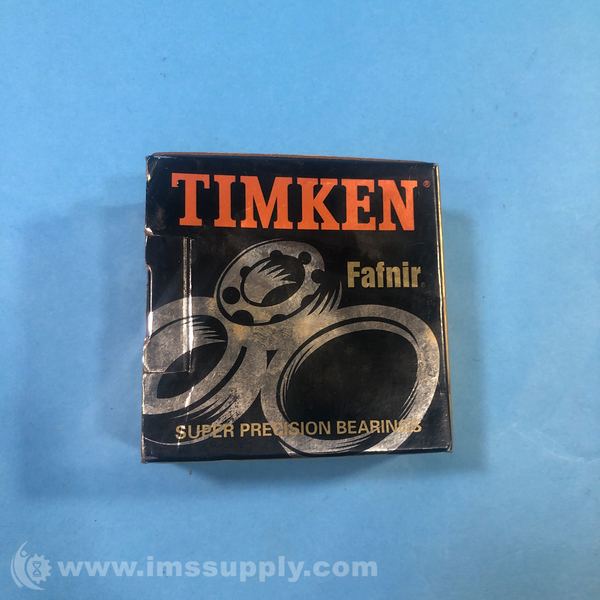 TIMKEN®
Fafnir®
SUPER PRECISION BEARINGS
www.imssupply.com